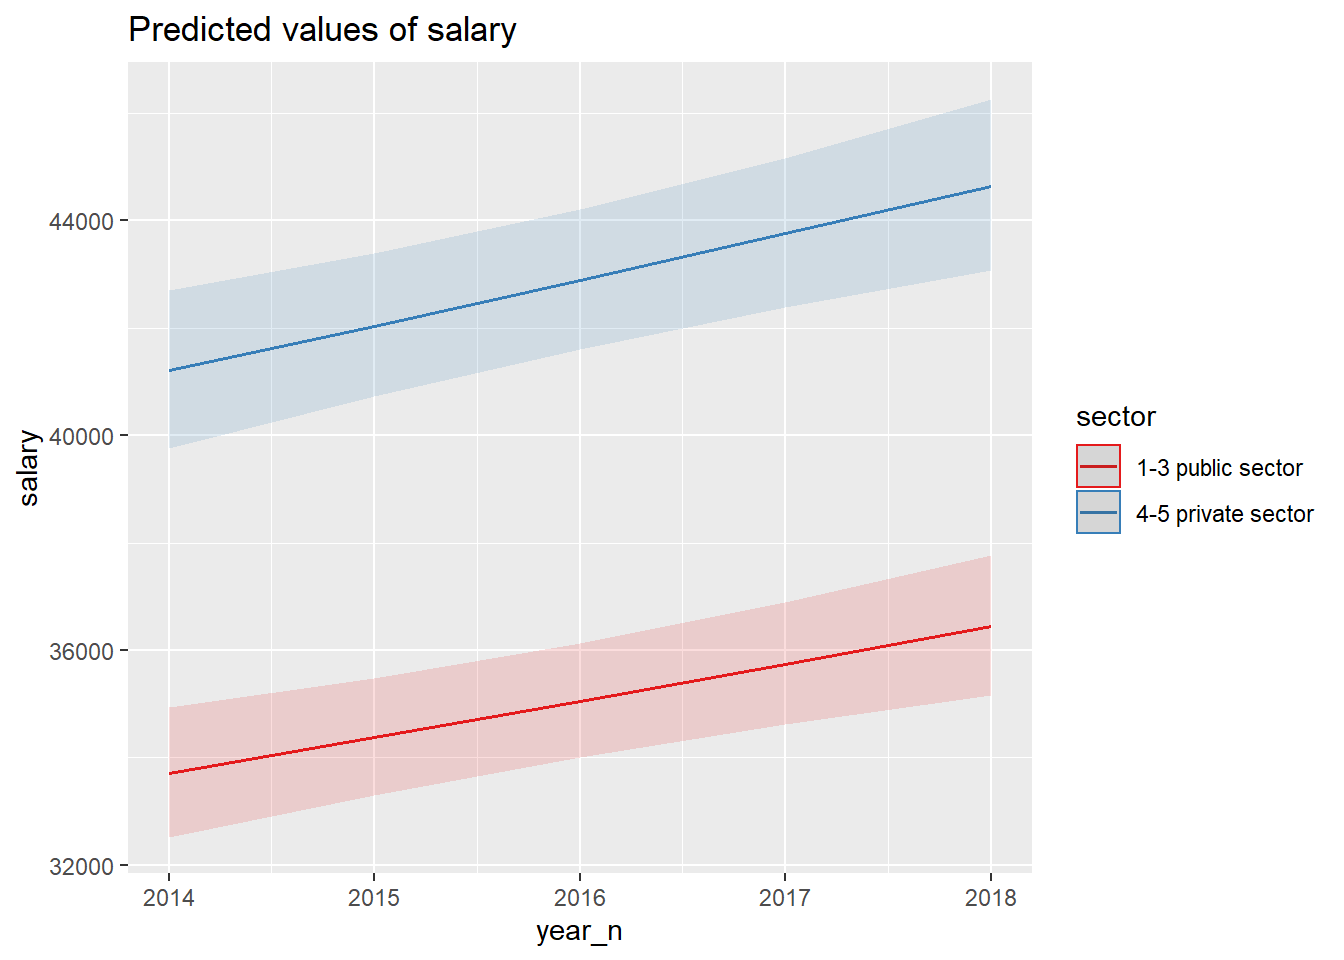 Predicted values of salary
44000
40000
36000
32000
salary
2014 2015 2016 2017 2018
year_n
sector
1-3 public sector
4-5 private sector